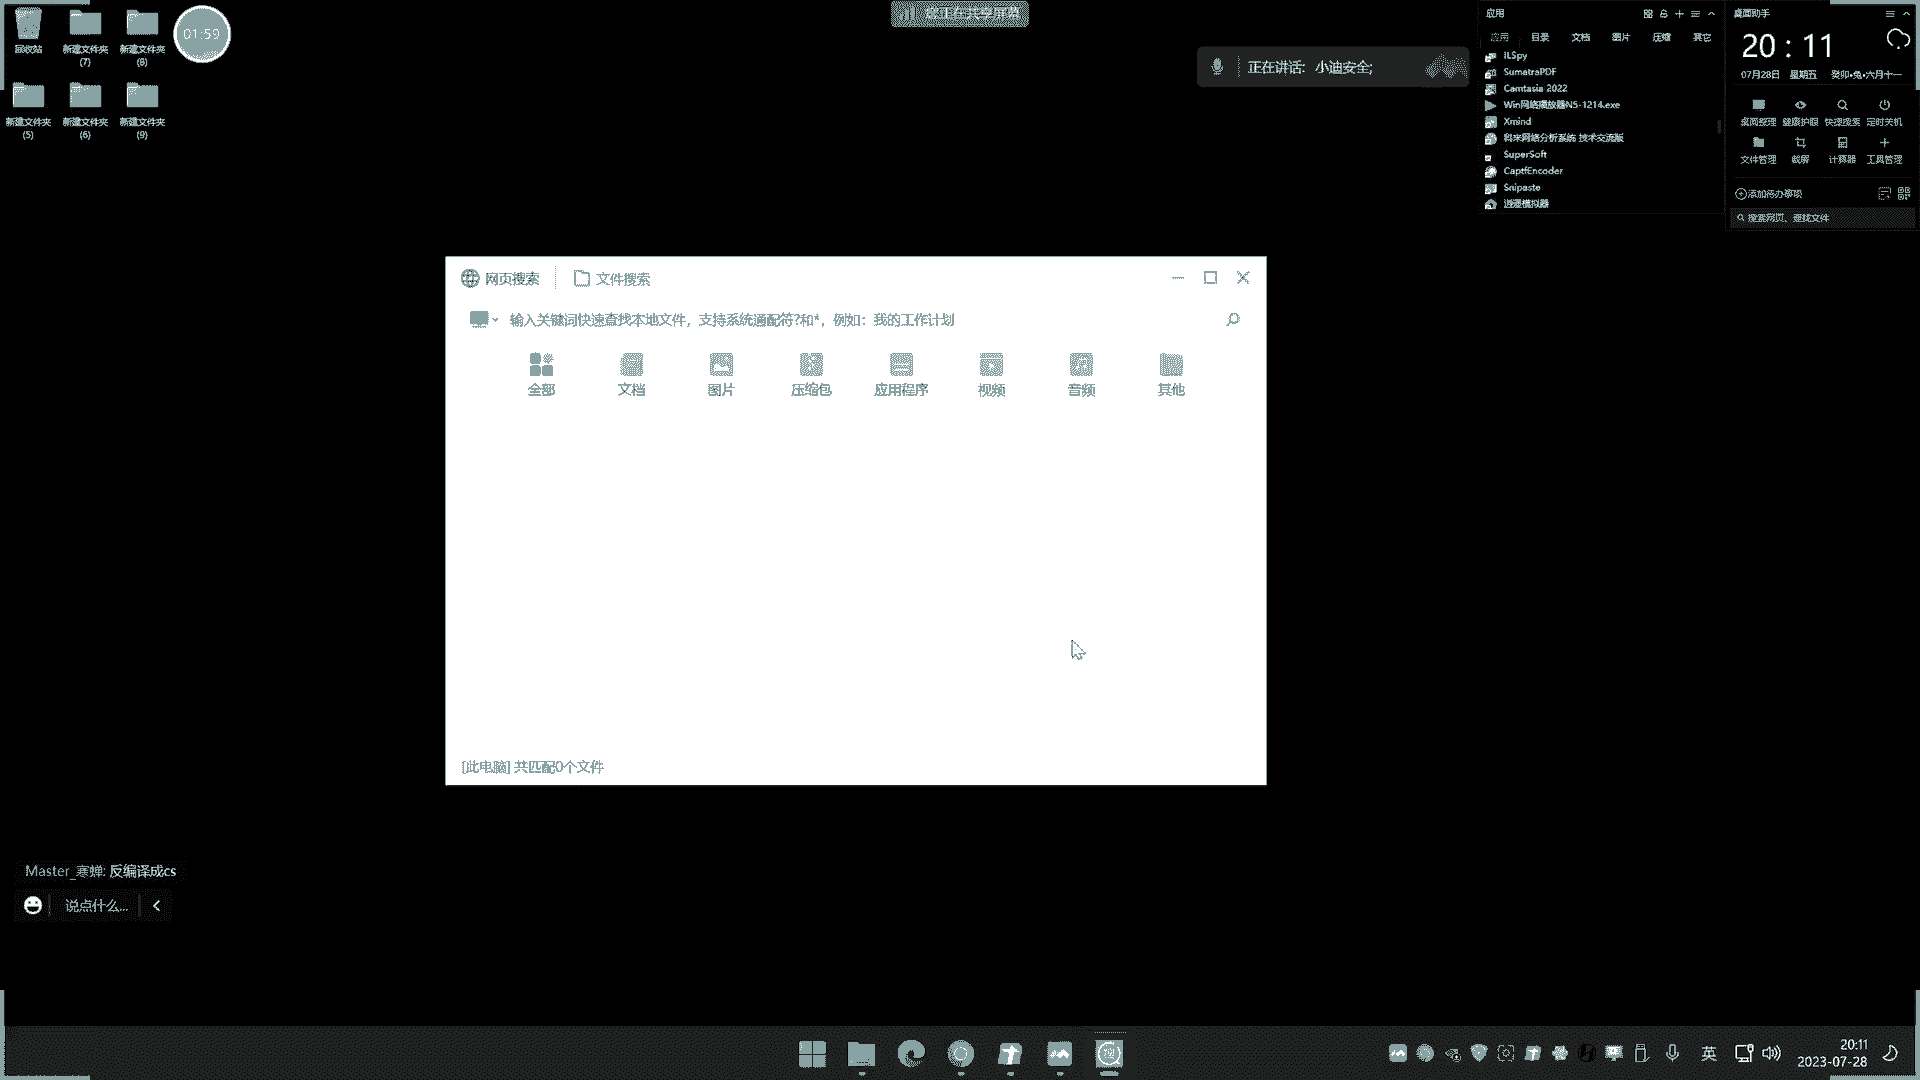 回收站
新建文件夹
(7)
新建文件夹
(8)
01:59
新建文件夹
(5)
新建文件夹
(6)
新建文件夹
(9)
您正在共享屏幕
正在讲话: 小迪安全;
应用
应用 目录 文档 图片 压缩 其它
ILSpy
SumatraPDF
Camtasia 2022
Win网络播放器N5-1214.exe
Xmind
科来网络分析系统 技术交流版
SuperSoft
CaptfEncoder
Snipaste
逍遥模拟器
桌面助手
20 : 11
07月28日 星期五 癸卯•兔•六月十一
桌面整理 健康护眼 快速搜索 定时关机
文件管理 截屏 计算器 工具管理
添加待办事项
搜索网页、查找文件
网页搜索 文件搜索
输入关键词快速查找本地文件，支持系统通配符?和*，例如：我的工作计划
全部 文档 图片 压缩包 应用程序 视频 音频 其他
[此电脑] 共匹配0个文件
Master_寒蝉: 反编译成cs
说点什么...
英
20:11
2023-07-28